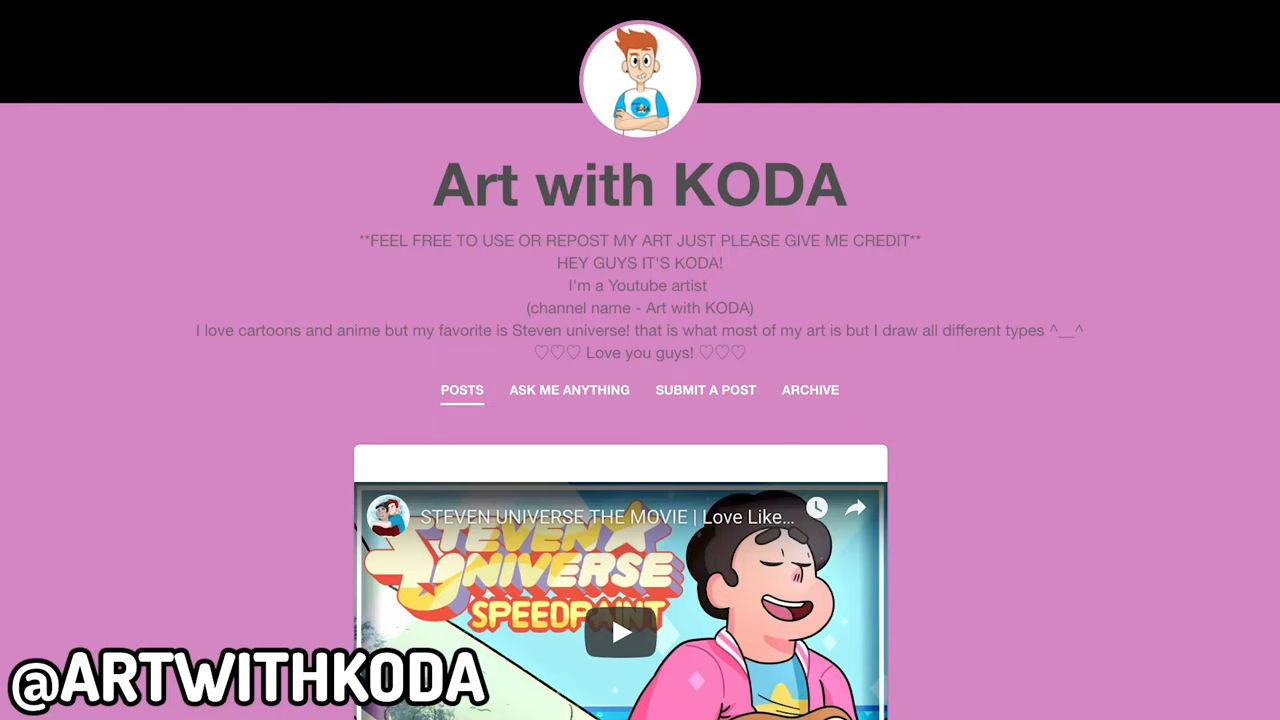 Art with KODA
**FEEL FREE TO USE OR REPOST MY ART JUST PLEASE GIVE ME CREDIT**
HEY GUYS IT'S KODA!
I'm a Youtube artist
(channel name - Art with KODA)
I love cartoons and anime but my favorite is Steven universe! that is what most of my art is but I draw all different types ^__^
♡♡♡ Love you guys! ♡♡♡
POSTS ASK ME ANYTHING SUBMIT A POST ARCHIVE
STEVEN UNIVERSE THE MOVIE | Love Like...
STEVEN
UNIVERSE
SPEEDPAINT
@ARTWITHKODA